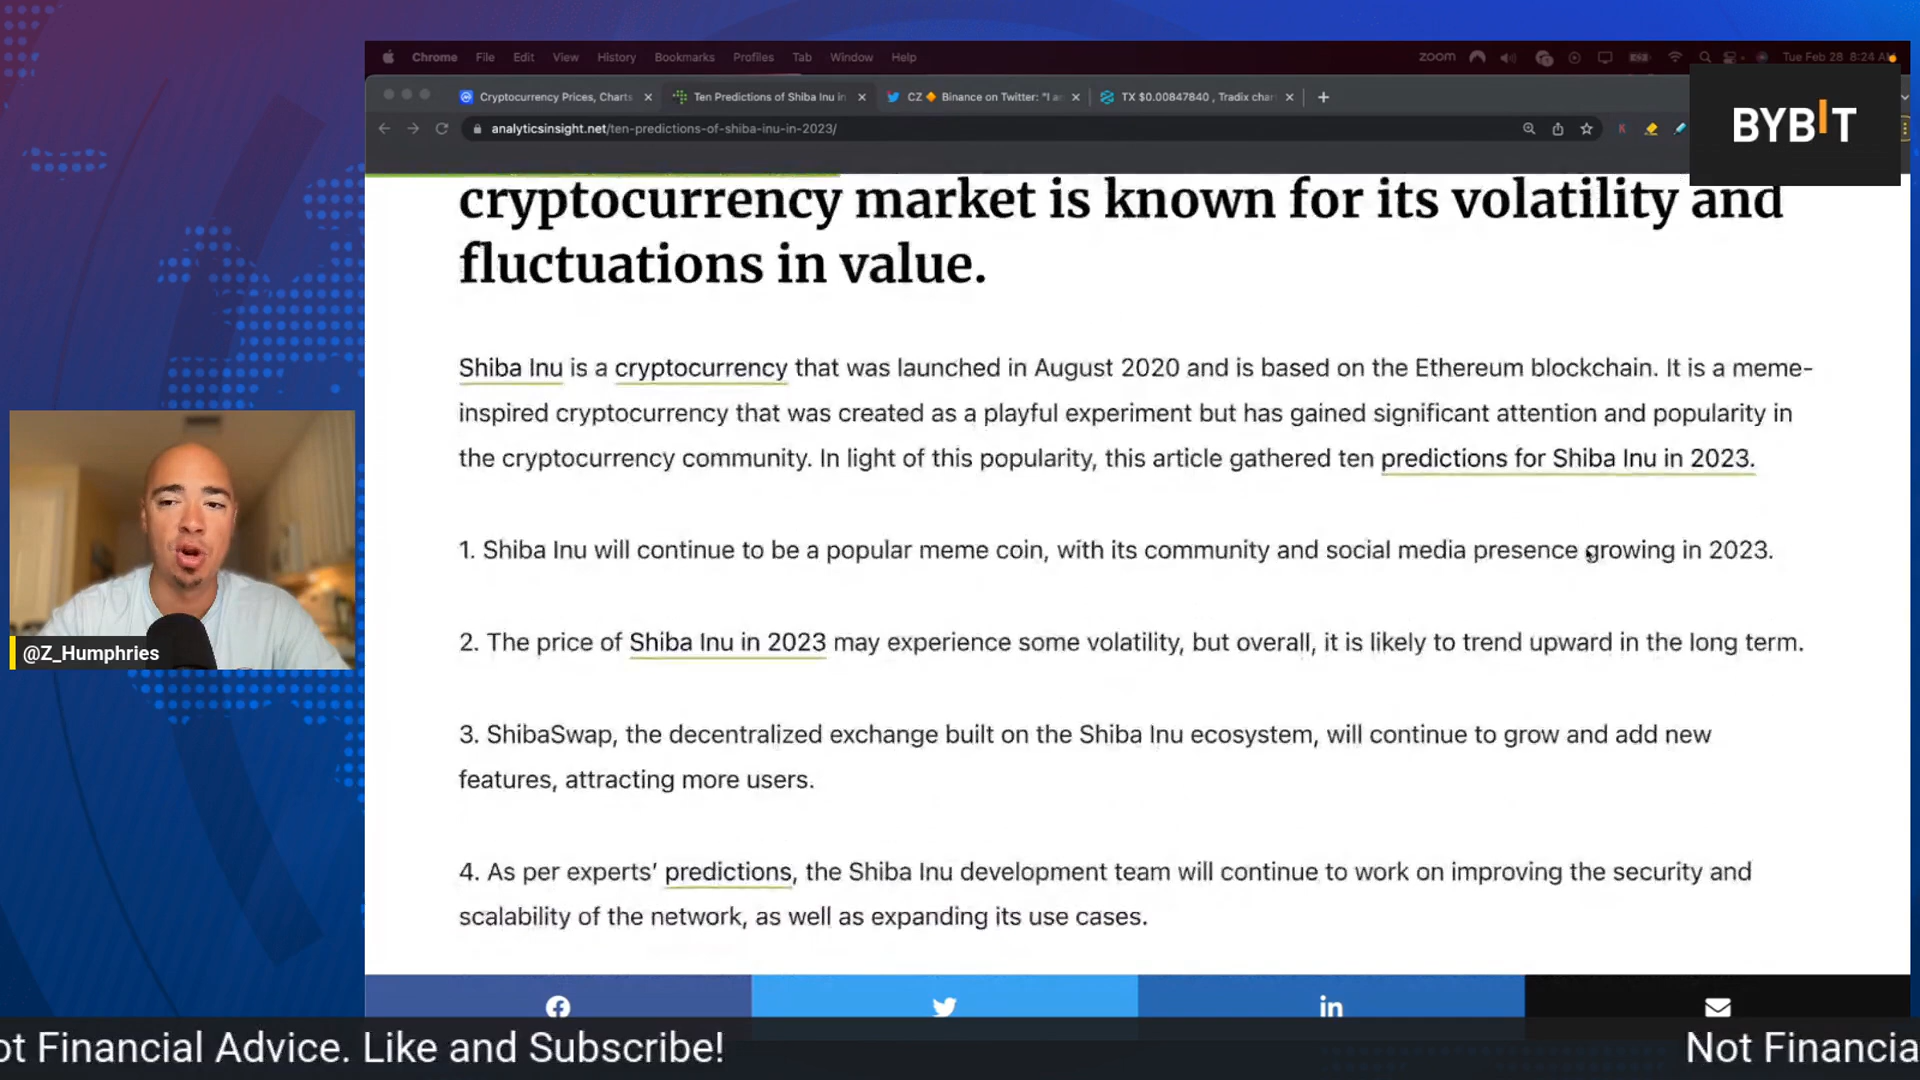 Chrome File Edit View History Bookmarks Profiles Tab Window Help
zoom
Tue Feb 28 8:24 A
Cryptocurrency Prices, Charts
Ten Predictions of Shiba Inu in
CZ Binance on Twitter: "I a
TX $0.00847840 , Tradix char
analyticsinsight.net/ten-predictions-of-shiba-inu-in-2023/
BYBIT
cryptocurrency market is known for its volatility and
fluctuations in value.
Shiba Inu is a cryptocurrency that was launched in August 2020 and is based on the Ethereum blockchain. It is a meme-
inspired cryptocurrency that was created as a playful experiment but has gained significant attention and popularity in
the cryptocurrency community. In light of this popularity, this article gathered ten predictions for Shiba Inu in 2023.
1. Shiba Inu will continue to be a popular meme coin, with its community and social media presence growing in 2023.
2. The price of Shiba Inu in 2023 may experience some volatility, but overall, it is likely to trend upward in the long term.
3. ShibaSwap, the decentralized exchange built on the Shiba Inu ecosystem, will continue to grow and add new
features, attracting more users.
4. As per experts’ predictions, the Shiba Inu development team will continue to work on improving the security and
scalability of the network, as well as expanding its use cases.
@Z_Humphries
in
ot Financial Advice. Like and Subscribe!
Not Financia